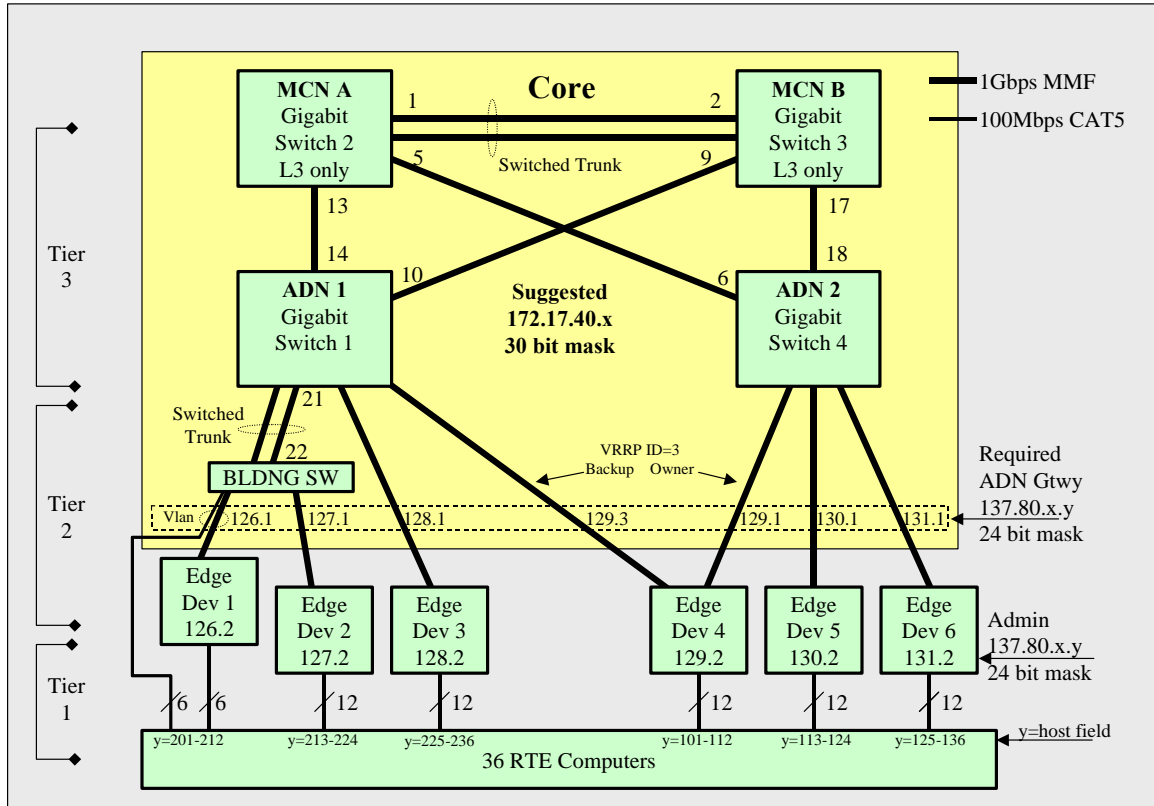 Core
MCN A
Gigabit
Switch 2
L3 only
MCN B
Gigabit
Switch 3
L3 only
1
2
Switched Trunk
5
9
13
17
14
18
10
6
1Gbps MMF
100Mbps CAT5
Tier
3
ADN 1
Gigabit
Switch 1
Suggested
172.17.40.x
30 bit mask
ADN 2
Gigabit
Switch 4
Switched
Trunk
21
22
BLDNG SW
VRRP ID=3
Backup Owner
Tier
2
Required
ADN Gtwy
137.80.x.y
24 bit mask
Vlan
126.1
127.1
128.1
129.3
129.1
130.1
131.1
Edge
Dev 1
126.2
Edge
Dev 2
127.2
Edge
Dev 3
128.2
Edge
Dev 4
129.2
Edge
Dev 5
130.2
Edge
Dev 6
131.2
Admin
137.80.x.y
24 bit mask
Tier
1
6
6
12
12
12
12
12
y=201-212
y=213-224
y=225-236
y=101-112
y=113-124
y=125-136
y=host field
36 RTE Computers